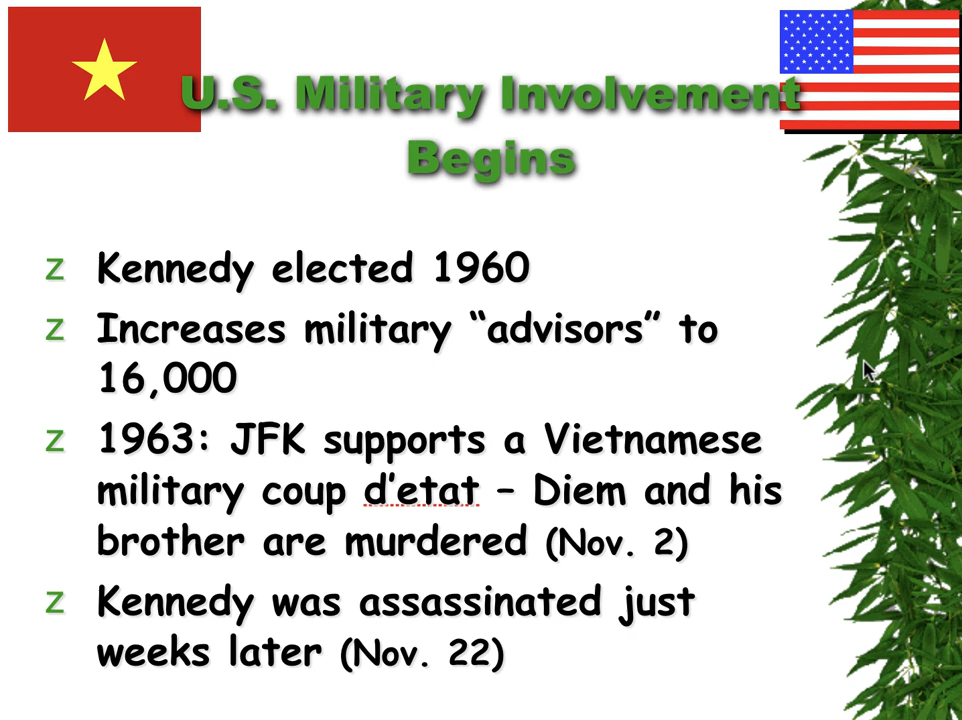 U.S. Military Involvement
Begins
z Kennedy elected 1960
z Increases military “advisors” to
16,000
z 1963: JFK supports a Vietnamese
military coup d’etat – Diem and his
brother are murdered (Nov. 2)
z Kennedy was assassinated just
weeks later (Nov. 22)